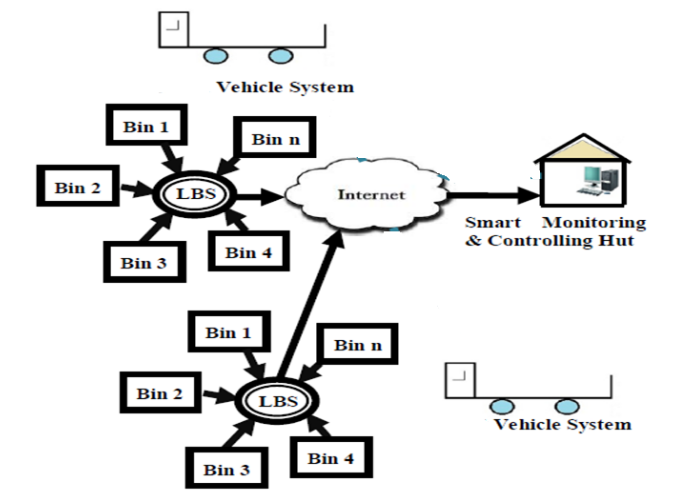 Vehicle System
Bin 1
Bin n
Bin 2
LBS
Internet
Bin 3
Bin 4
Smart Monitoring
& Controlling Hut
Bin 1
Bin n
Bin 2
LBS
Bin 3
Bin 4
Vehicle System